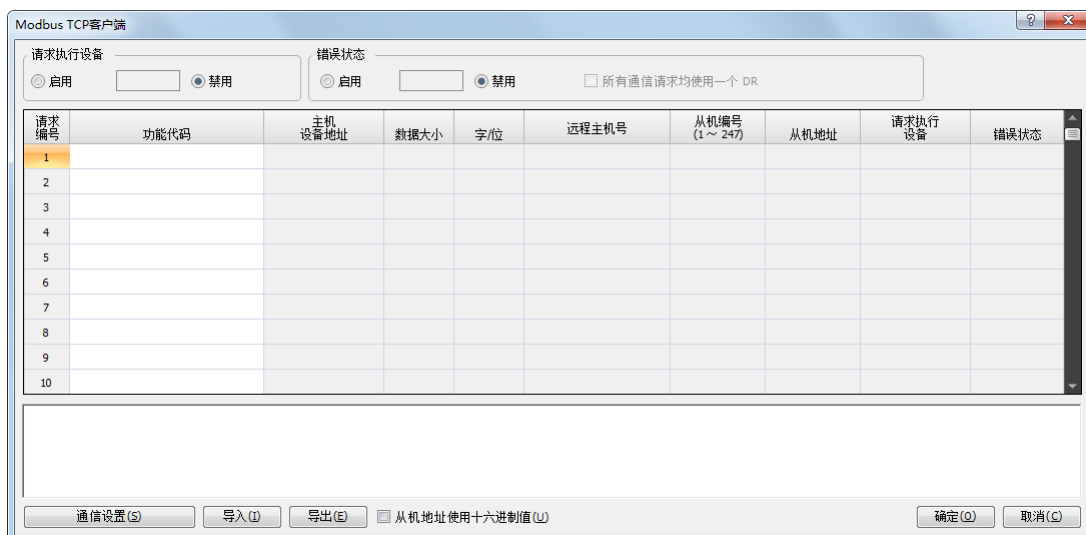 Modbus TCP客户端
请求执行设备
启用
禁用
错误状态
启用
禁用
所有通信请求均使用一个 DR
请求
编号
功能代码
主机
设备地址
数据大小
字/位
远程主机号
从机编号
(1 ~ 247)
从机地址
请求执行
设备
错误状态
1
2
3
4
5
6
7
8
9
10
通信设置(S)
导入(I)
导出(E)
从机地址使用十六进制值(U)
确定(O)
取消(C)